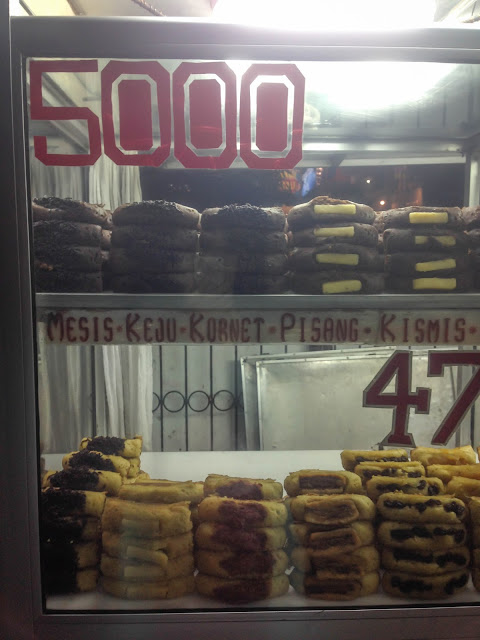 5000
MESIS • KEJU • KORNET • PISANG • KISMIS •
47